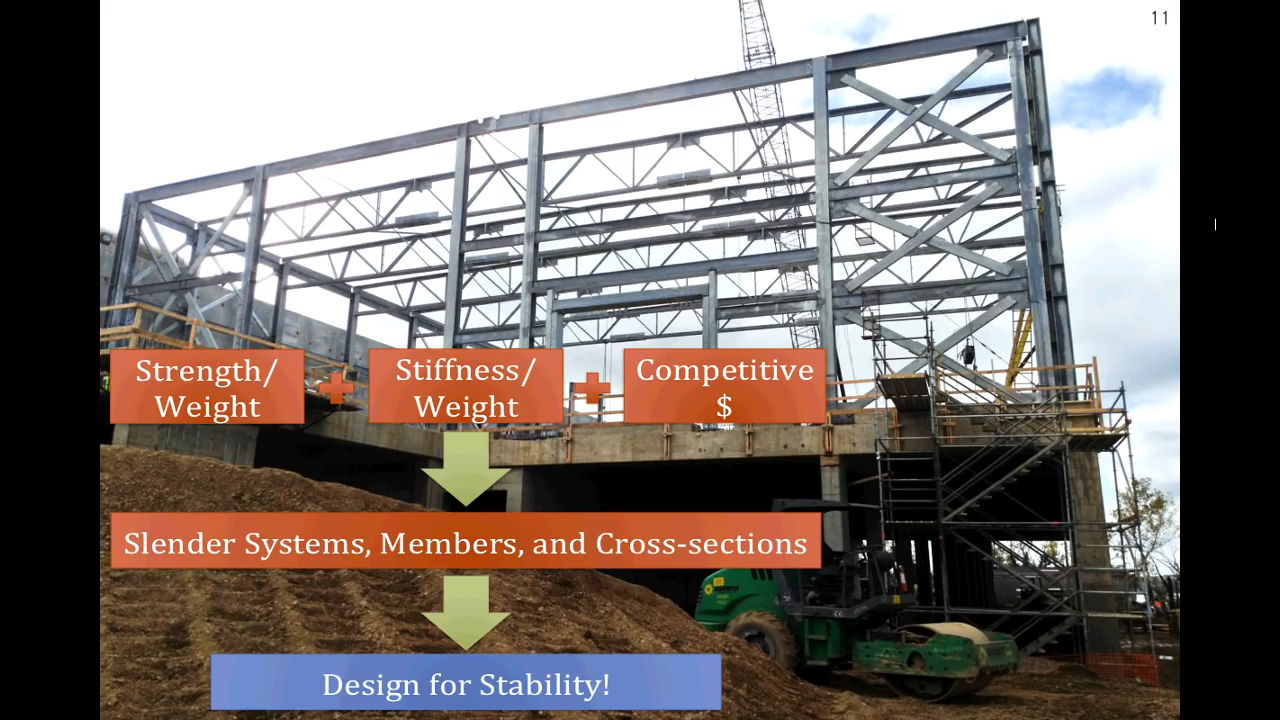 11
Strength/
Weight
Stiffness/
Weight
Competitive
$
Slender Systems, Members, and Cross-sections
Design for Stability!